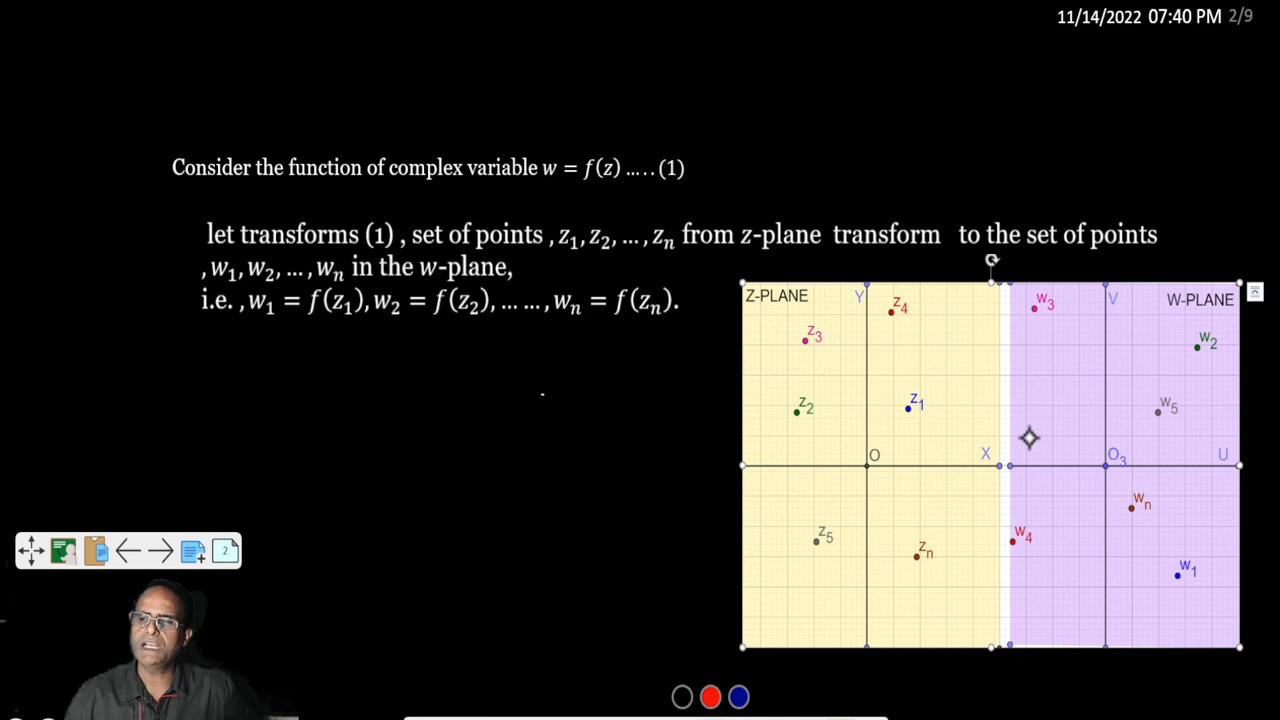 11/14/2022 07:40 PM 2/9
Consider the function of complex variable w = f(z) ..... (1)
let transforms (1) , set of points , z₁, z₂, ..., zₙ from z-plane transform to the set of points
, w₁, w₂, ..., wₙ in the w-plane,
i.e. , w₁ = f(z₁), w₂ = f(z₂), ... ..., wₙ = f(zₙ).
Z-PLANE
Y
z₄
z₃
z₂
z₁
O
X
z₅
zₙ
w₃
V
W-PLANE
w₂
w₅
O₃
U
wₙ
w₄
w₁
2